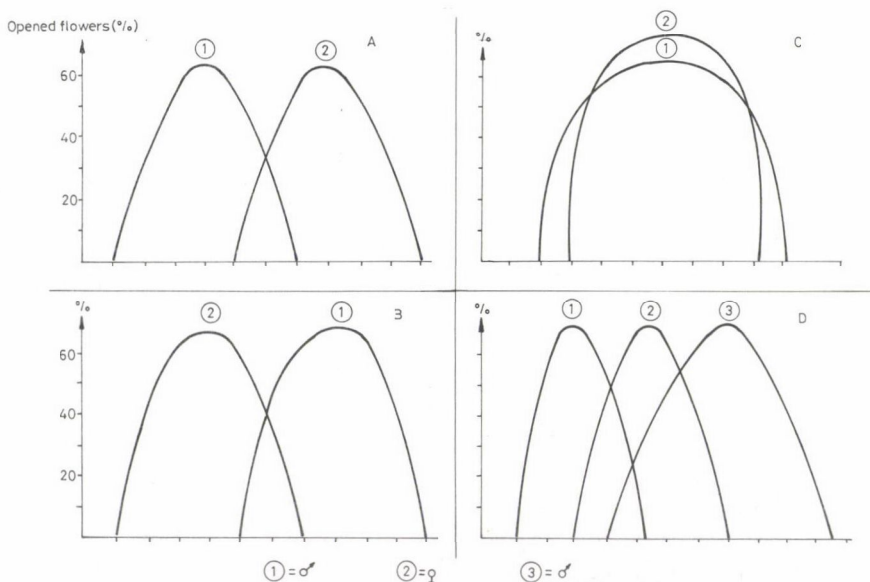 Opened flowers (%)
① ② A
60
40
20
% ② ① C
% ② ① B
60
40
20
% ① ② ③ D
① = ♂ ② = ♀ ③ = ♂